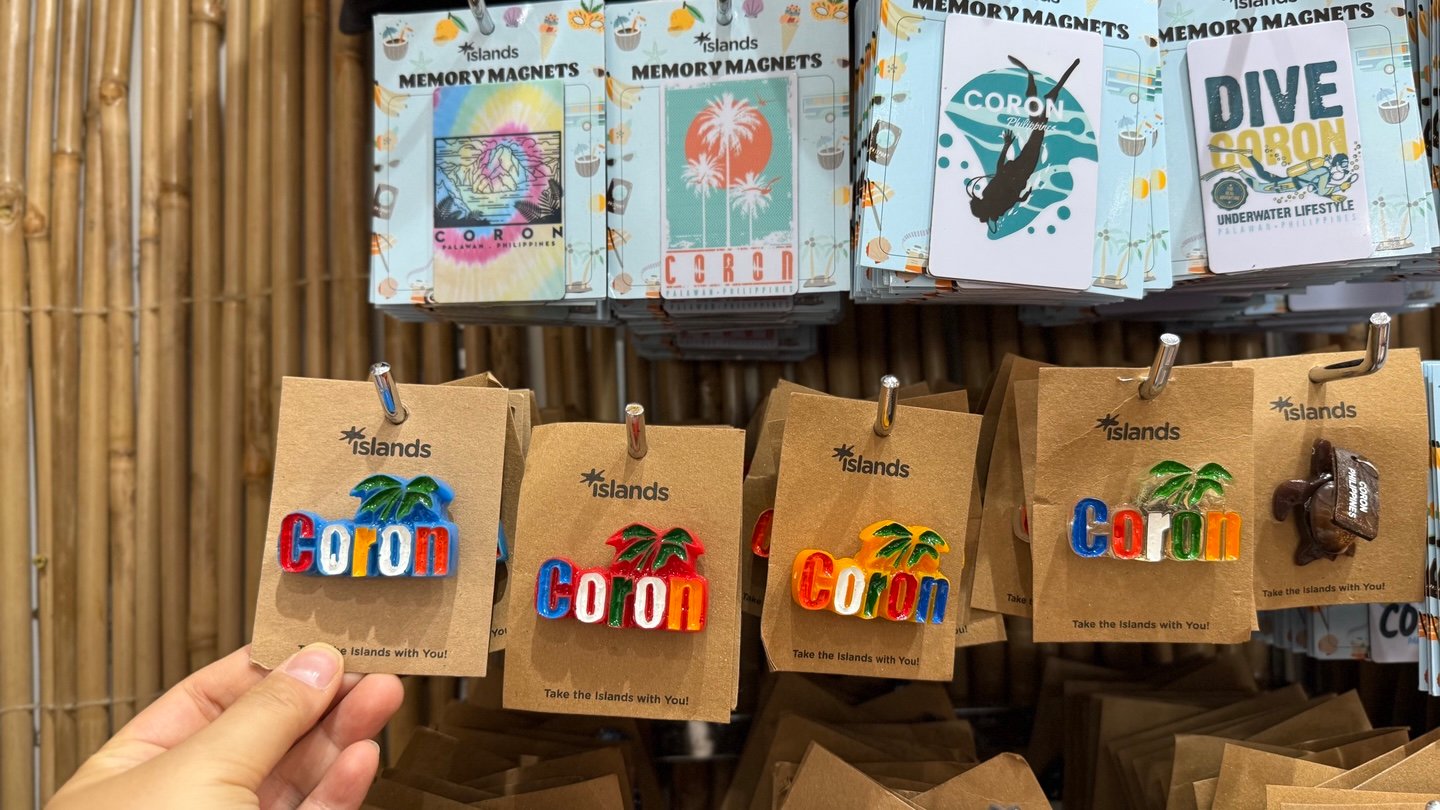 islands
MEMORY MAGNETS
CORON
PALAWAN . PHILIPPINES
islands
MEMORY MAGNETS
CORON
PALAWAN • PHILIPPINES
MEMORY MAGNETS
CORON
Philippines
islands
MEMORY MAGNETS
DIVE
CORON
UNDERWATER LIFESTYLE
PALAWAN • PHILIPPINES
islands
Coron
Take the Islands with You!
islands
Coron
Take the Islands with You!
islands
Coron
Take the Islands with You!
islands
Coron
Take the Islands with You!
islands
CORON
PHILIPPINES
Take the Islands with You!